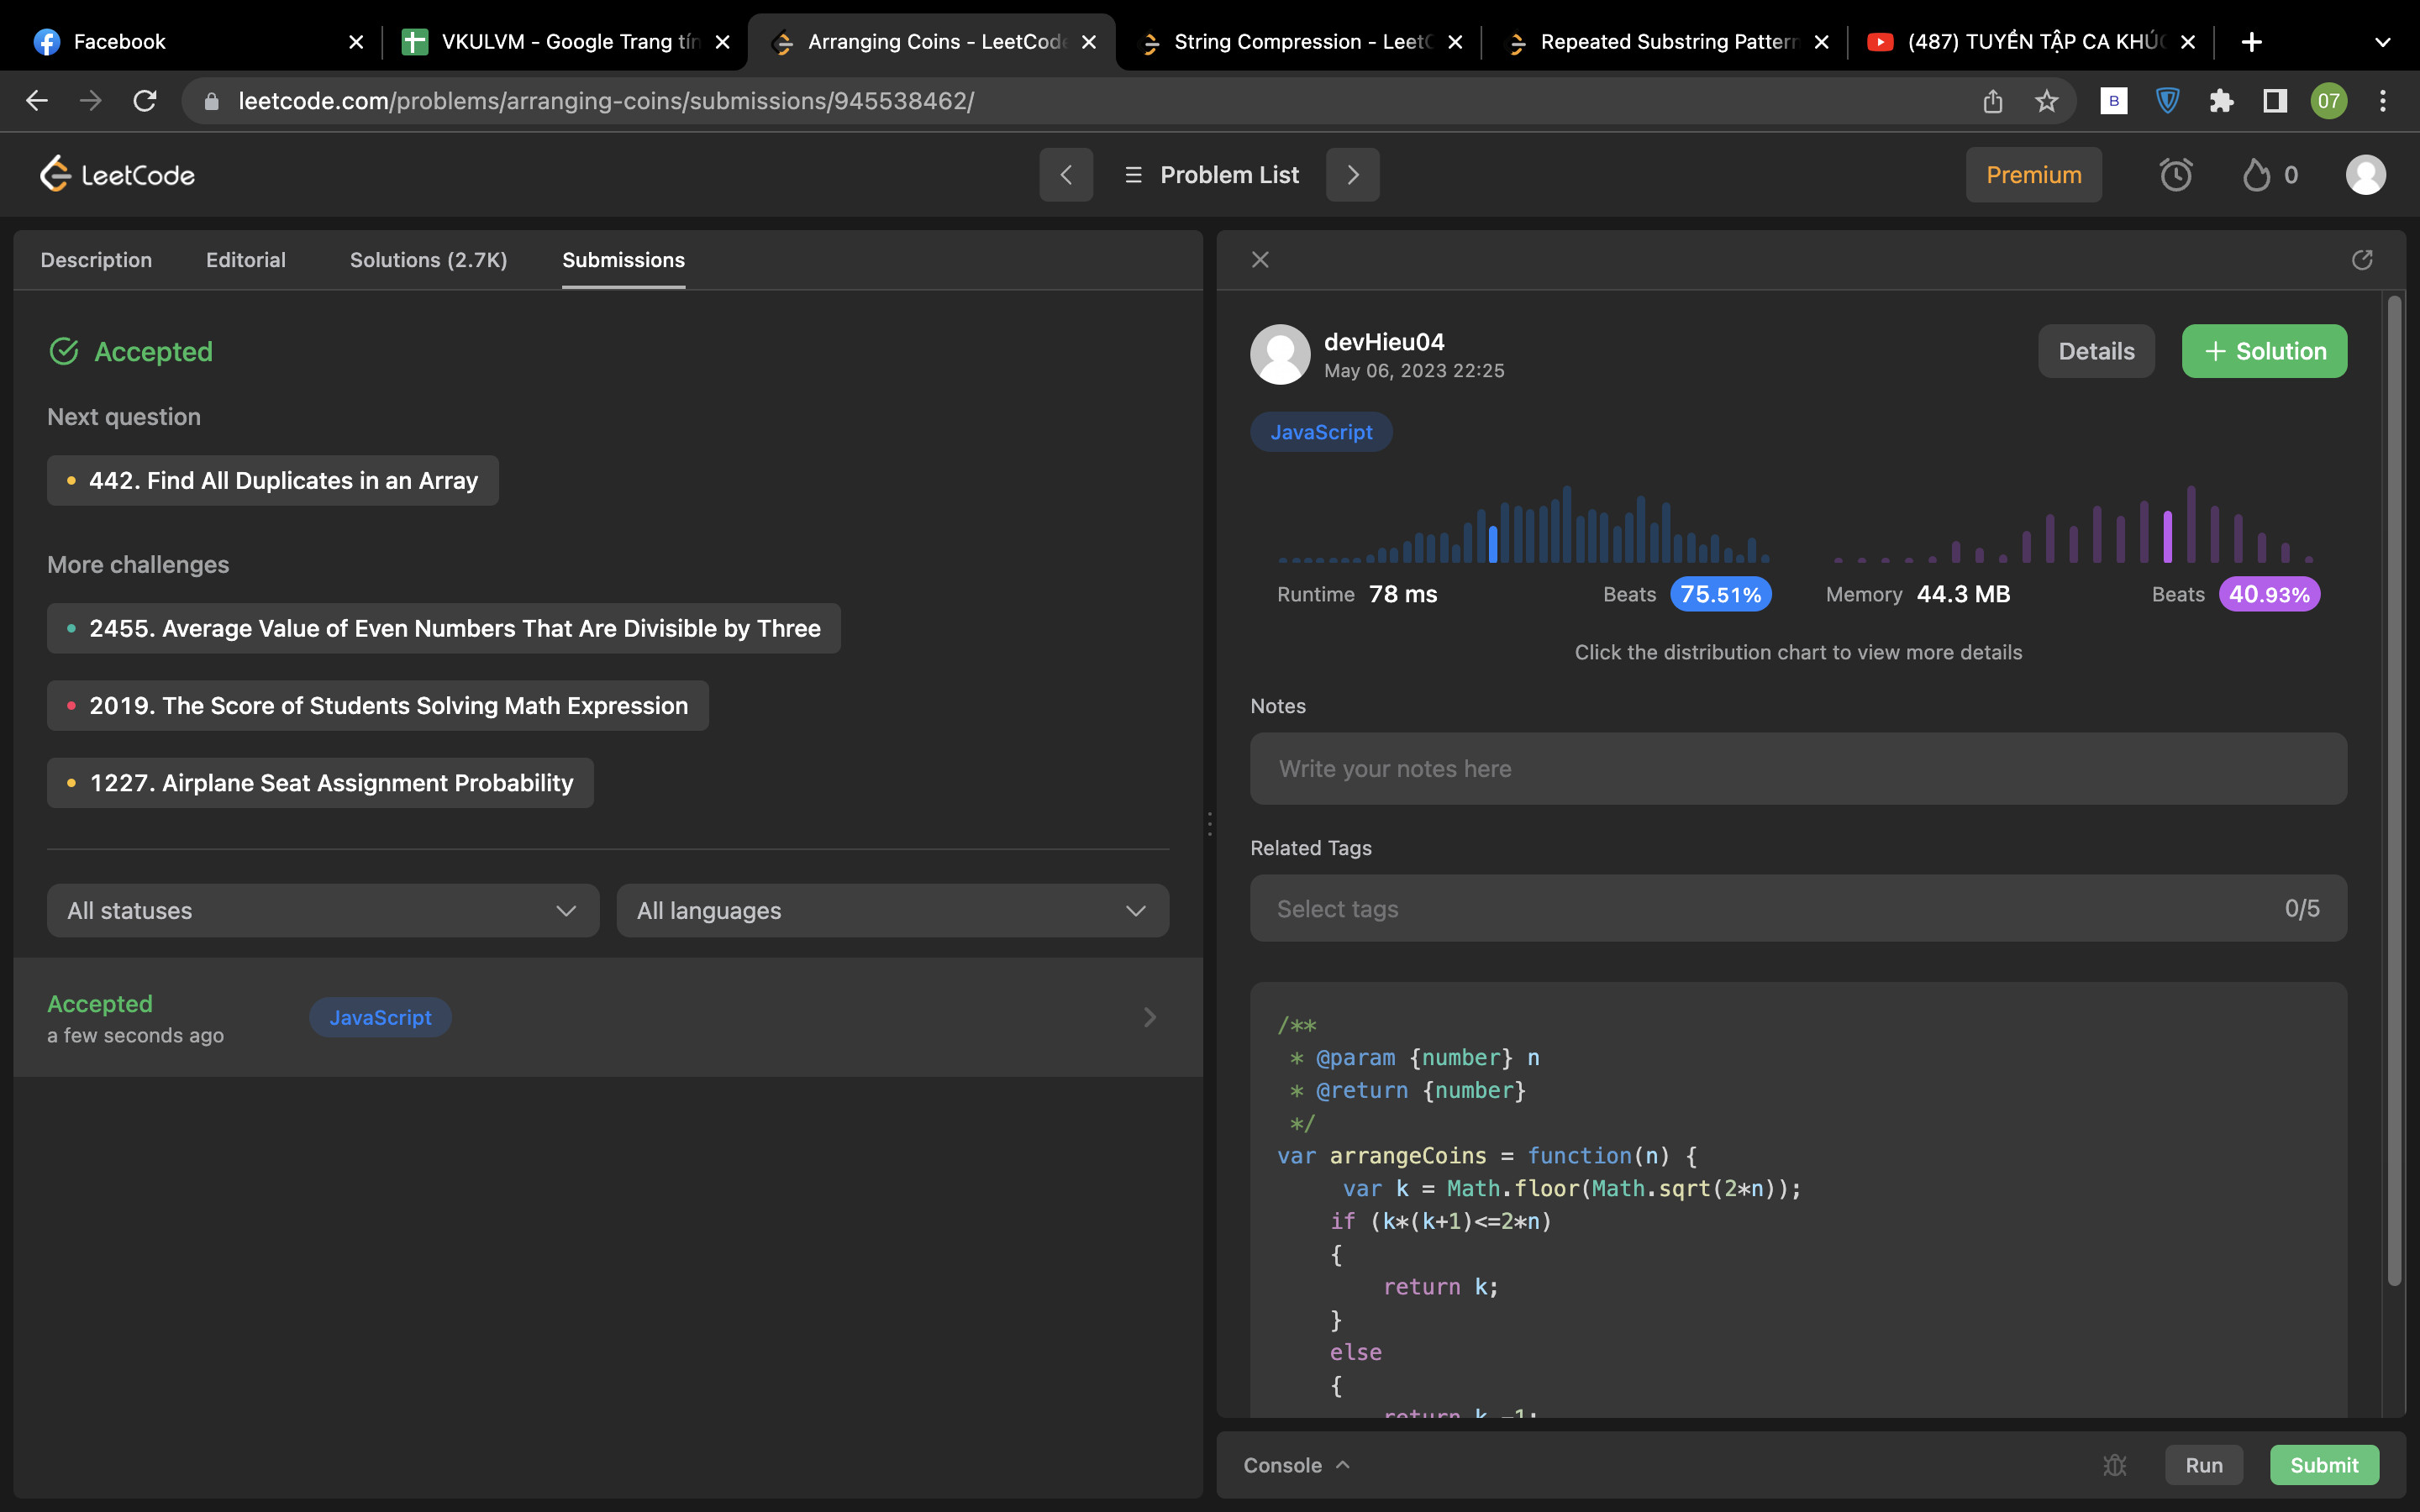 Facebook
VKULVM - Google Trang tín
Arranging Coins - LeetCode
String Compression - LeetC
Repeated Substring Pattern
(487) TUYỂN TẬP CA KHÚC
leetcode.com/problems/arranging-coins/submissions/945538462/
B
07
LeetCode
Problem List
Premium
0
Description
Editorial
Solutions (2.7K)
Submissions
Accepted
Next question
442. Find All Duplicates in an Array
More challenges
2455. Average Value of Even Numbers That Are Divisible by Three
2019. The Score of Students Solving Math Expression
1227. Airplane Seat Assignment Probability
All statuses
All languages
Accepted
JavaScript
a few seconds ago
devHieu04
May 06, 2023 22:25
Details
+ Solution
JavaScript
Runtime 78 ms
Beats 75.51%
Memory 44.3 MB
Beats 40.93%
Click the distribution chart to view more details
Notes
Write your notes here
Related Tags
Select tags
0/5
/**
 * @param {number} n
 * @return {number}
 */
var arrangeCoins = function(n) {
     var k = Math.floor(Math.sqrt(2*n));
    if (k*(k+1)<=2*n)
    {
        return k;
    }
    else
    {
        return k -1;
Console
Run
Submit